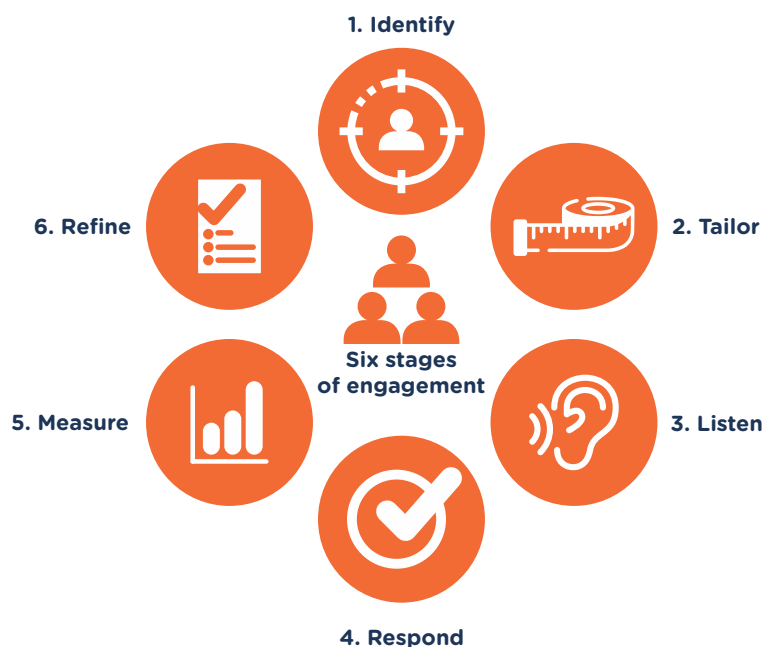 1. Identify
2. Tailor
3. Listen
4. Respond
5. Measure
6. Refine
Six stages
of engagement